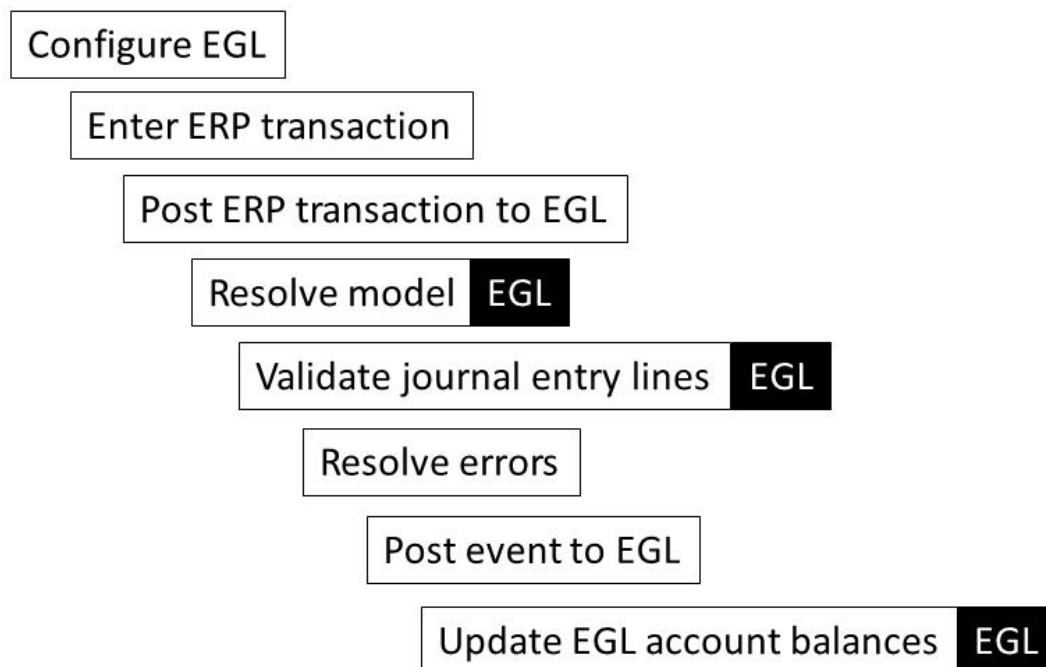 Configure EGL
Enter ERP transaction
Post ERP transaction to EGL
Resolve model EGL
Validate journal entry lines EGL
Resolve errors
Post event to EGL
Update EGL account balances EGL